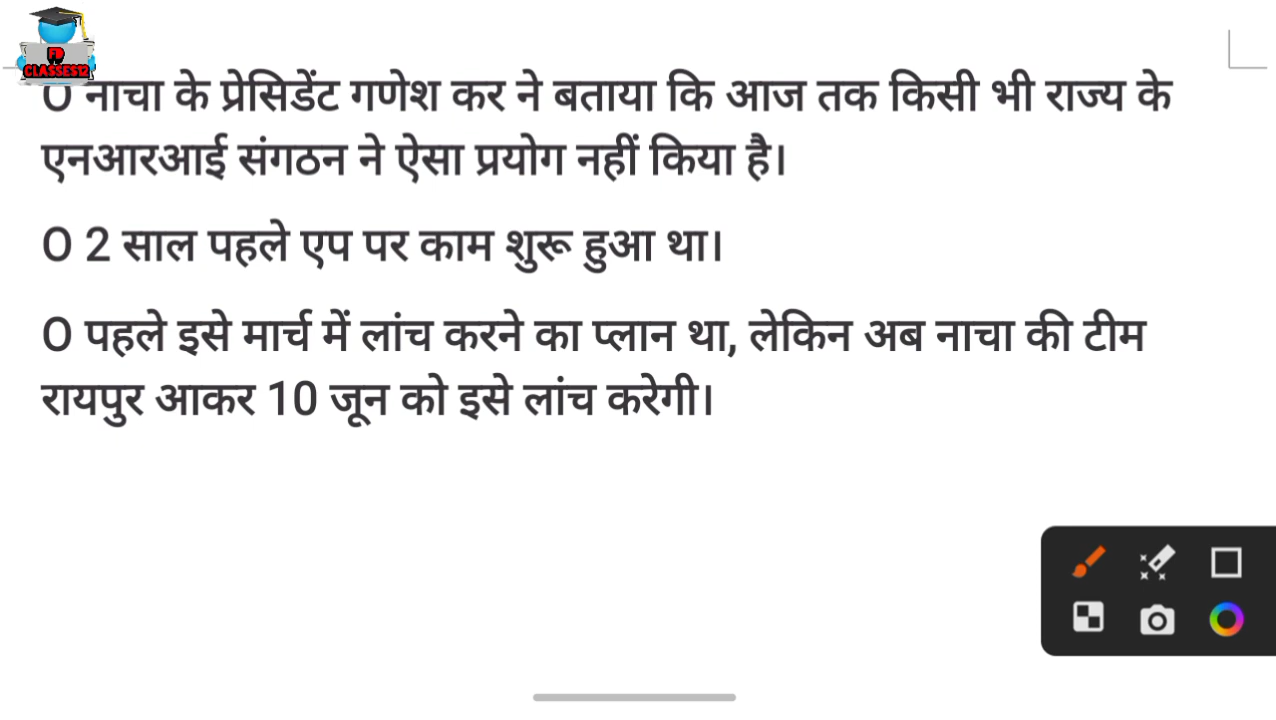 FD
CLASSES12
O नाचा के प्रेसिडेंट गणेश कर ने बताया कि आज तक किसी भी राज्य के
एनआरआई संगठन ने ऐसा प्रयोग नहीं किया है।
O 2 साल पहले एप पर काम शुरू हुआ था।
O पहले इसे मार्च में लांच करने का प्लान था, लेकिन अब नाचा की टीम
रायपुर आकर 10 जून को इसे लांच करेगी।